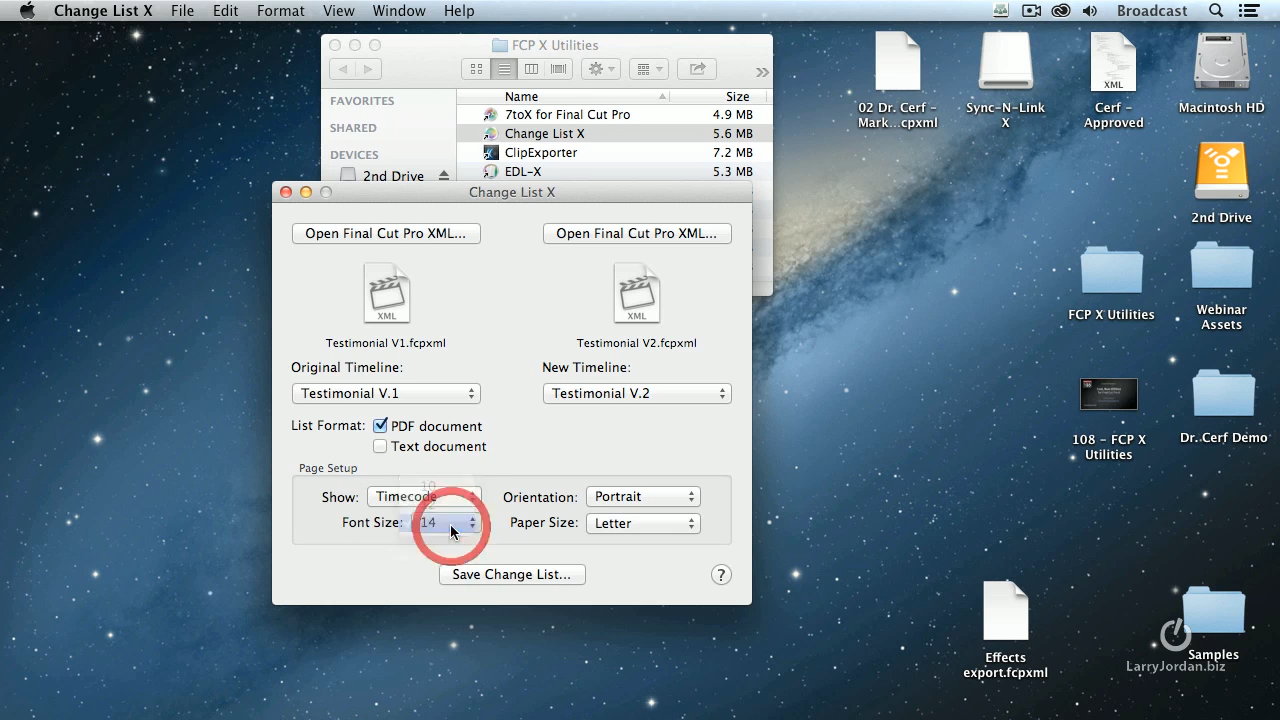 Change List X File Edit Format View Window Help Broadcast
FCP X Utilities
Name Size
FAVORITES
7toX for Final Cut Pro 4.9 MB
SHARED
Change List X 5.6 MB
DEVICES
ClipExporter 7.2 MB
2nd Drive
EDL-X 5.3 MB
Change List X
Open Final Cut Pro XML...
Open Final Cut Pro XML...
XML
XML
Testimonial V1.fcpxml
Testimonial V2.fcpxml
Original Timeline:
New Timeline:
Testimonial V.1
Testimonial V.2
List Format: PDF document
Text document
Page Setup
Show: Timecode
Orientation: Portrait
Font Size: 14
Paper Size: Letter
Save Change List...
?
02 Dr. Cerf –
Mark...cpxml
Sync-N-Link
X
XML
Cerf –
Approved
Macintosh HD
2nd Drive
FCP X Utilities
Webinar
Assets
108 – FCP X
Utilities
Dr. Cerf Demo
Effects
export.fcpxml
Samples
LarryJordan.biz